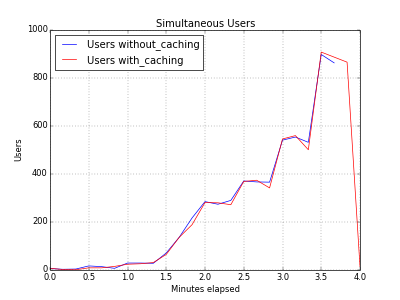 Simultaneous Users
1000
Users without_caching
Users with_caching
800
600
400
200
0
Users
0.0 0.5 1.0 1.5 2.0 2.5 3.0 3.5 4.0
Minutes elapsed